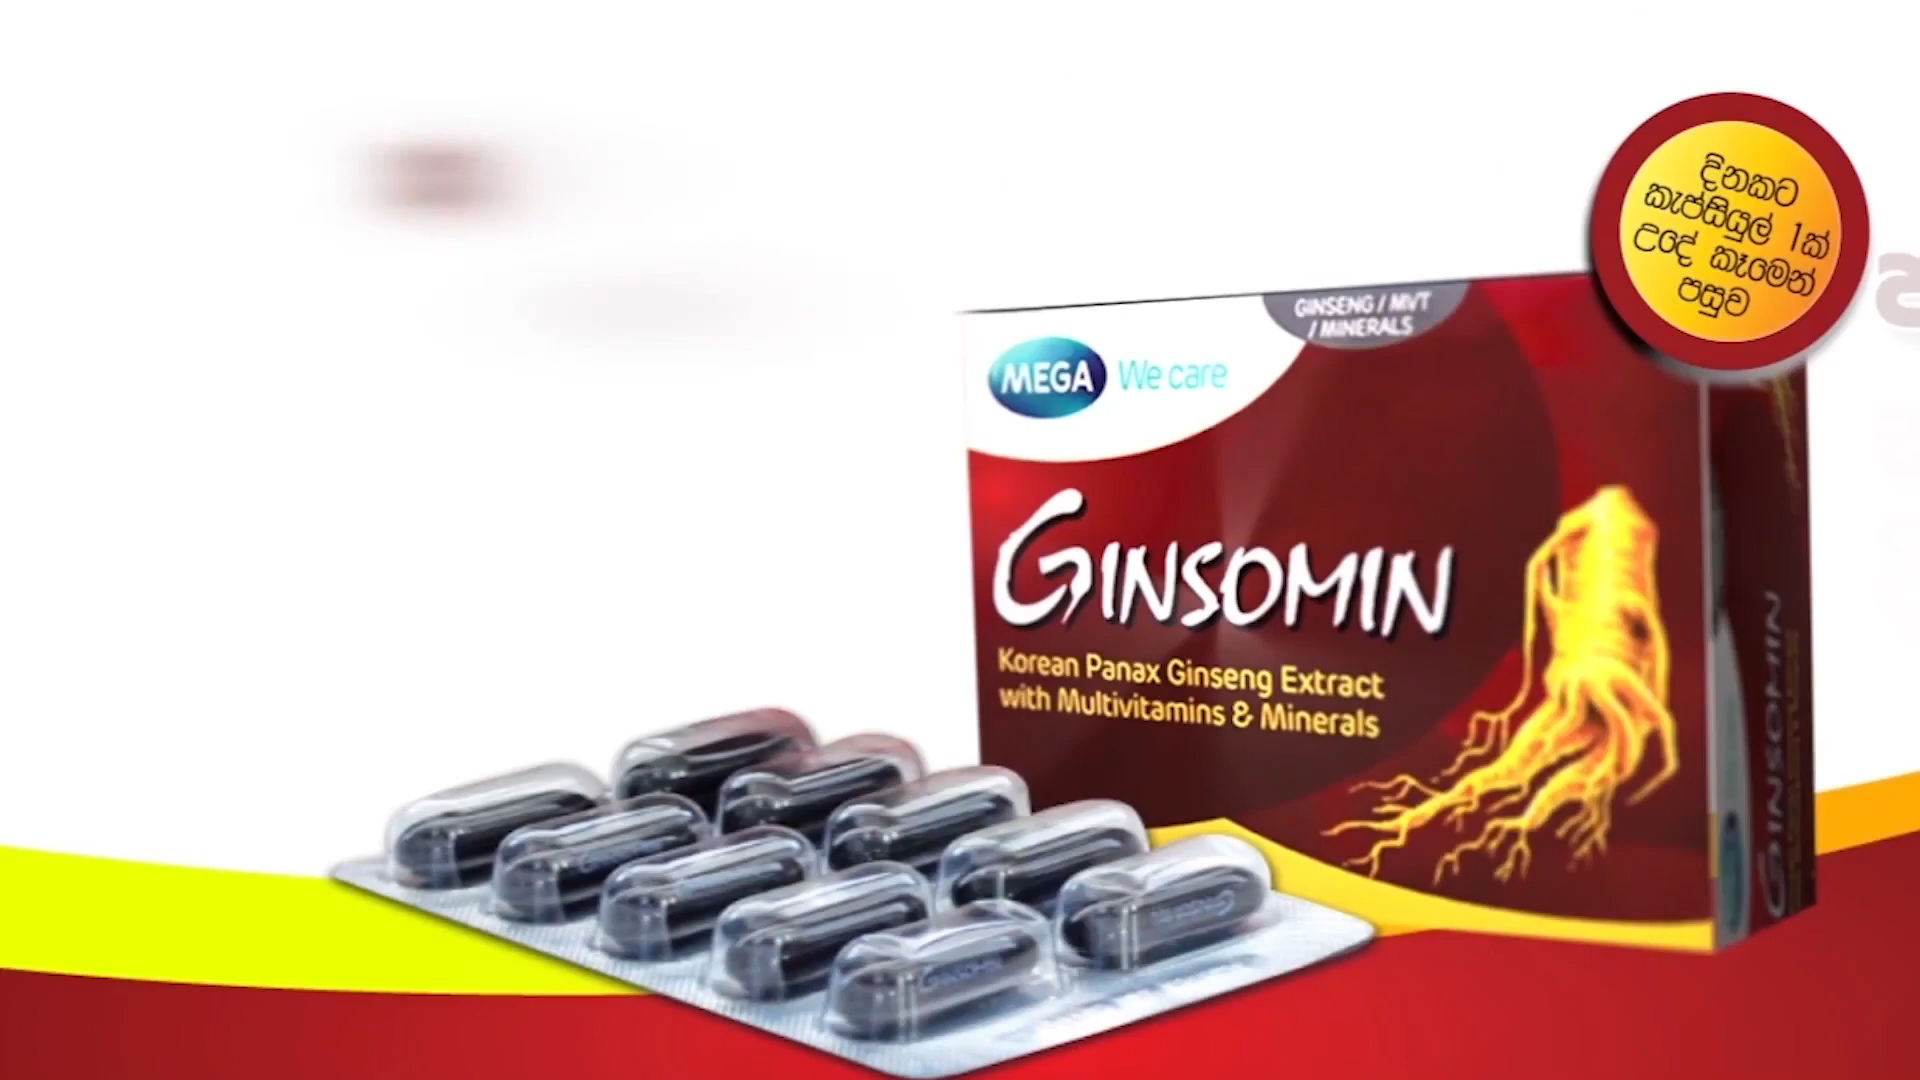 දිනකට
කැප්සියුල් 1ක්
උදේ කෑමෙන්
පසුව
GINSENG / MVT
/ MINERALS
MEGA We care
GINSOMIN
Korean Panax Ginseng Extract
with Multivitamins & Minerals
GINSOMIN
GINSOMIN